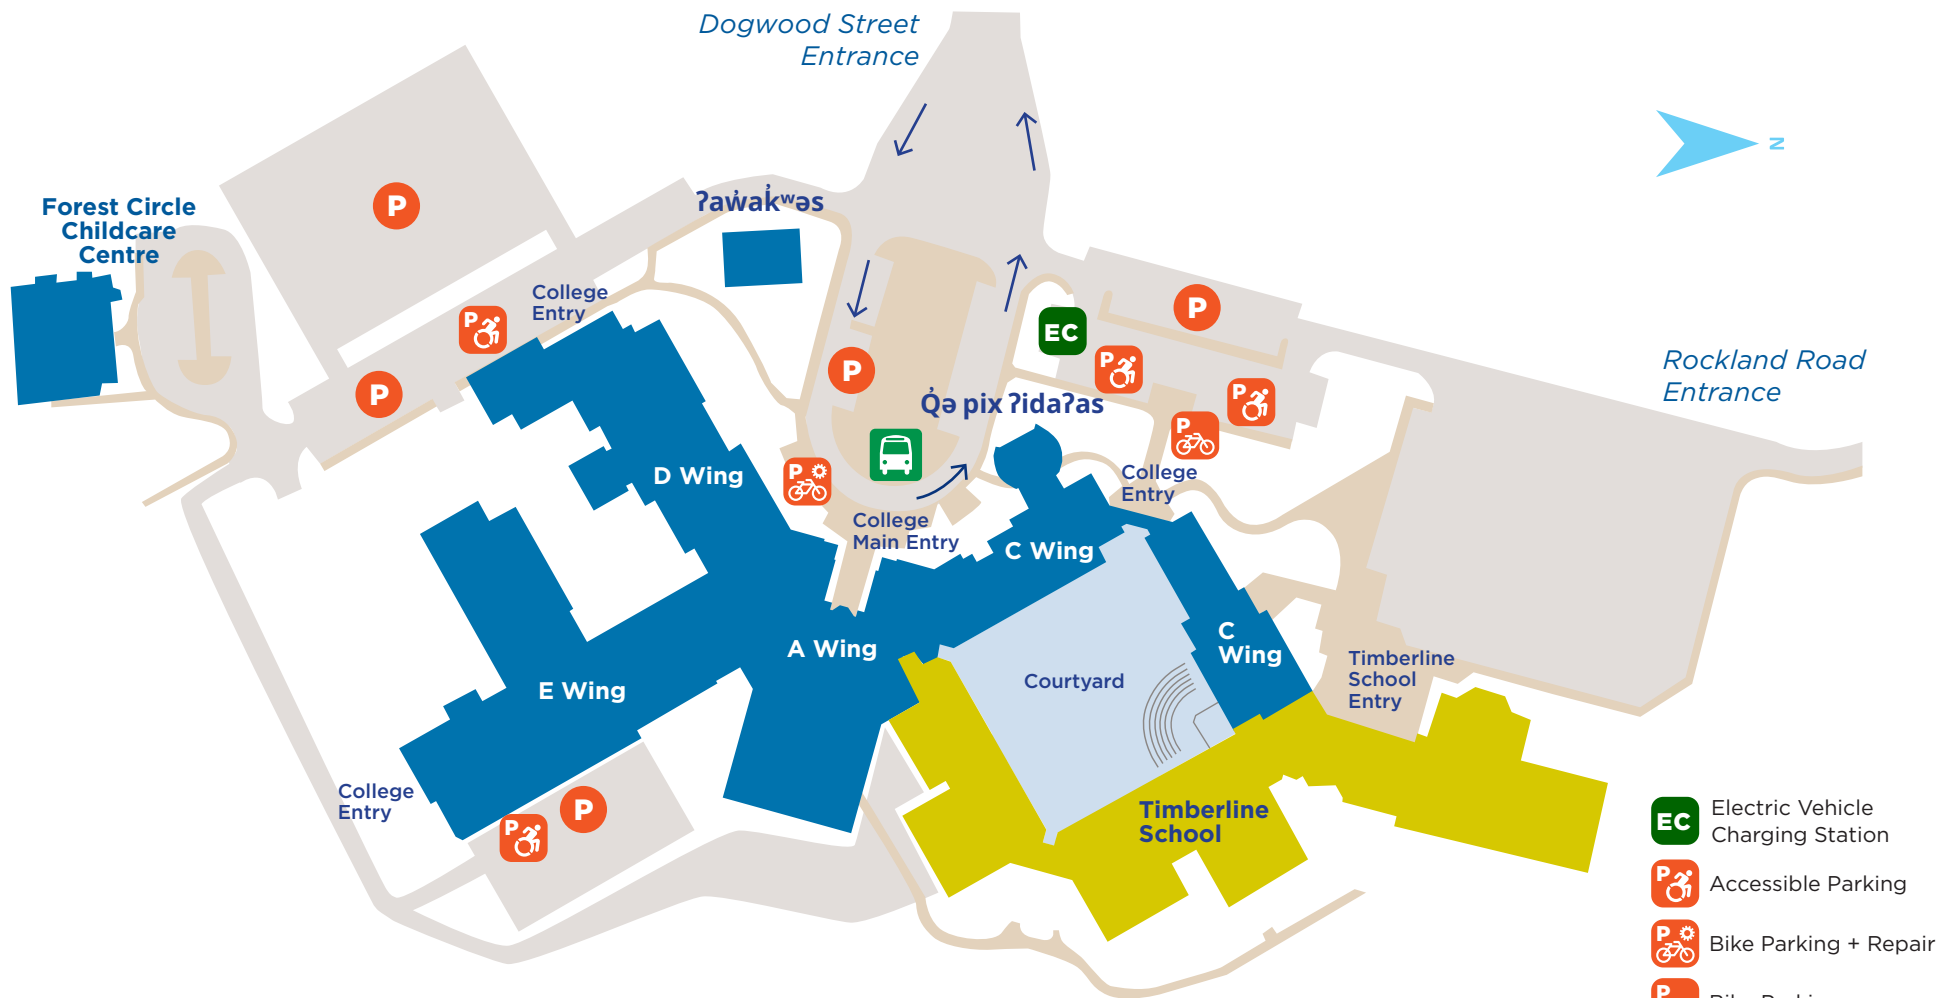 Dogwood Street
Entrance
N
Forest Circle
Childcare
Centre
P
ʔaw̓ak̓ʷəs
College
Entry
P
P
EC
P
P
P
P
Q̓ə pix ʔidaʔas
P
P
Rockland Road
Entrance
D Wing
P
College
Entry
College
Main Entry
C Wing
A Wing
C
Wing
E Wing
Courtyard
Timberline
School
Entry
College
Entry
P
P
Timberline
School
EC
Electric Vehicle
Charging Station
P
Accessible Parking
P
Bike Parking + Repair
P
Bike Parking